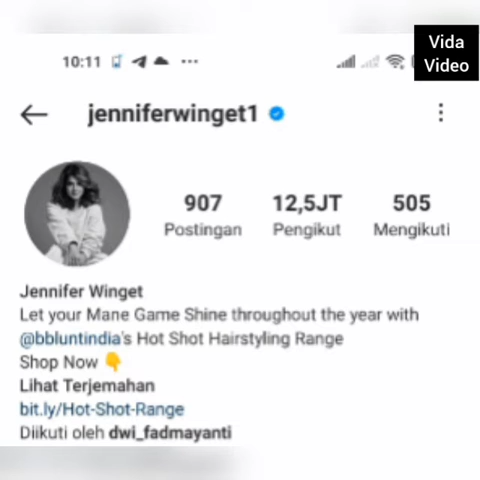 Vida
Video
10:11
jenniferwinget1
907
12,5JT
505
Postingan
Pengikut
Mengikuti
Jennifer Winget
Let your Mane Game Shine throughout the year with
@bbluntindia's Hot Shot Hairstyling Range
Shop Now 👇
Lihat Terjemahan
bit.ly/Hot-Shot-Range
Diikuti oleh dwi_fadmayanti